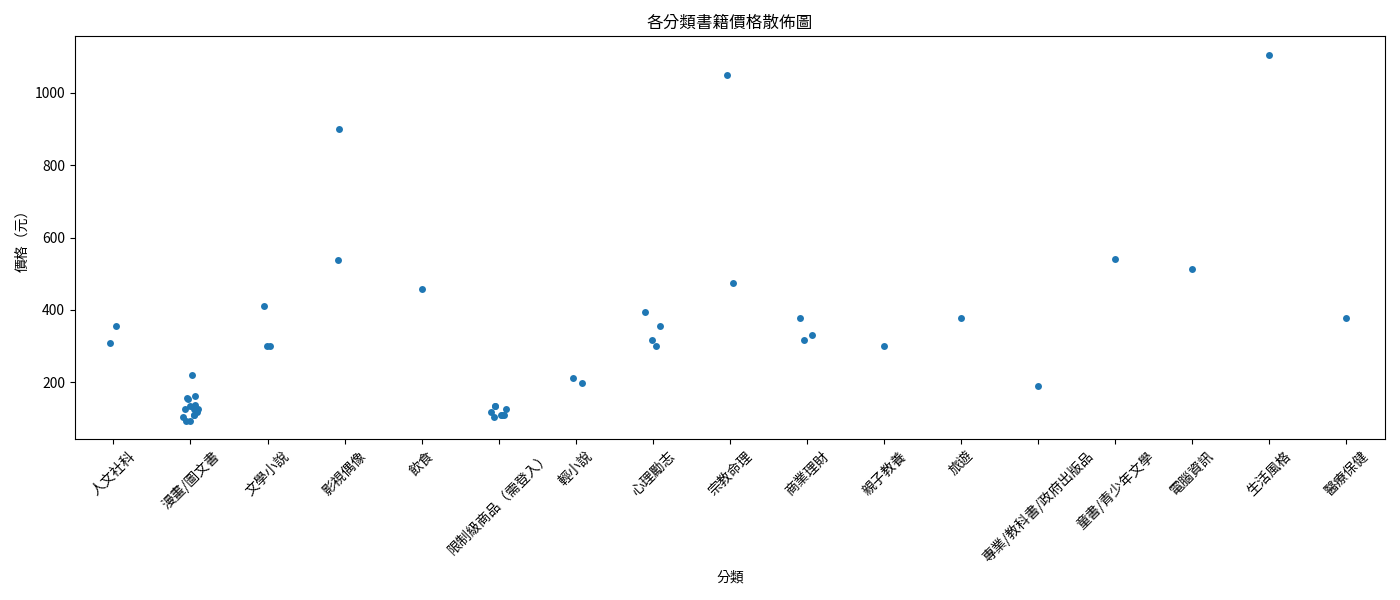 各分類書籍價格散佈圖
價格（元）
1000
800
600
400
200
人文社科
漫畫/圖文書
文學小說
影視偶像
飲食
限制級商品（需登入）
輕小說
心理勵志
宗教命理
商業理財
親子教養
旅遊
專業/教科書/政府出版品
童書/青少年文學
電腦資訊
生活風格
醫療保健
分類